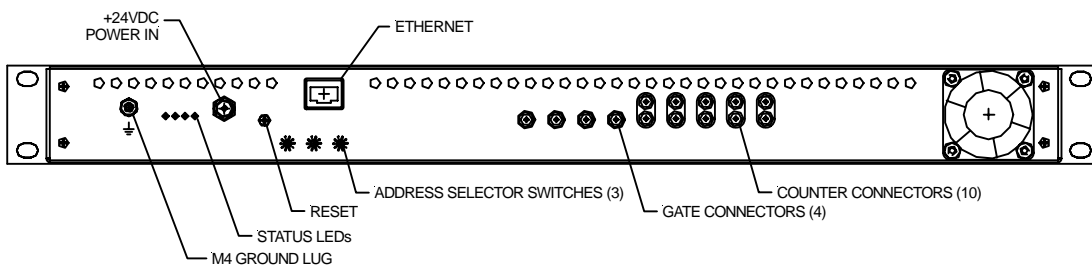 +24VDC
POWER IN
ETHERNET
ADDRESS SELECTOR SWITCHES (3)
COUNTER CONNECTORS (10)
RESET
GATE CONNECTORS (4)
STATUS LEDs
M4 GROUND LUG